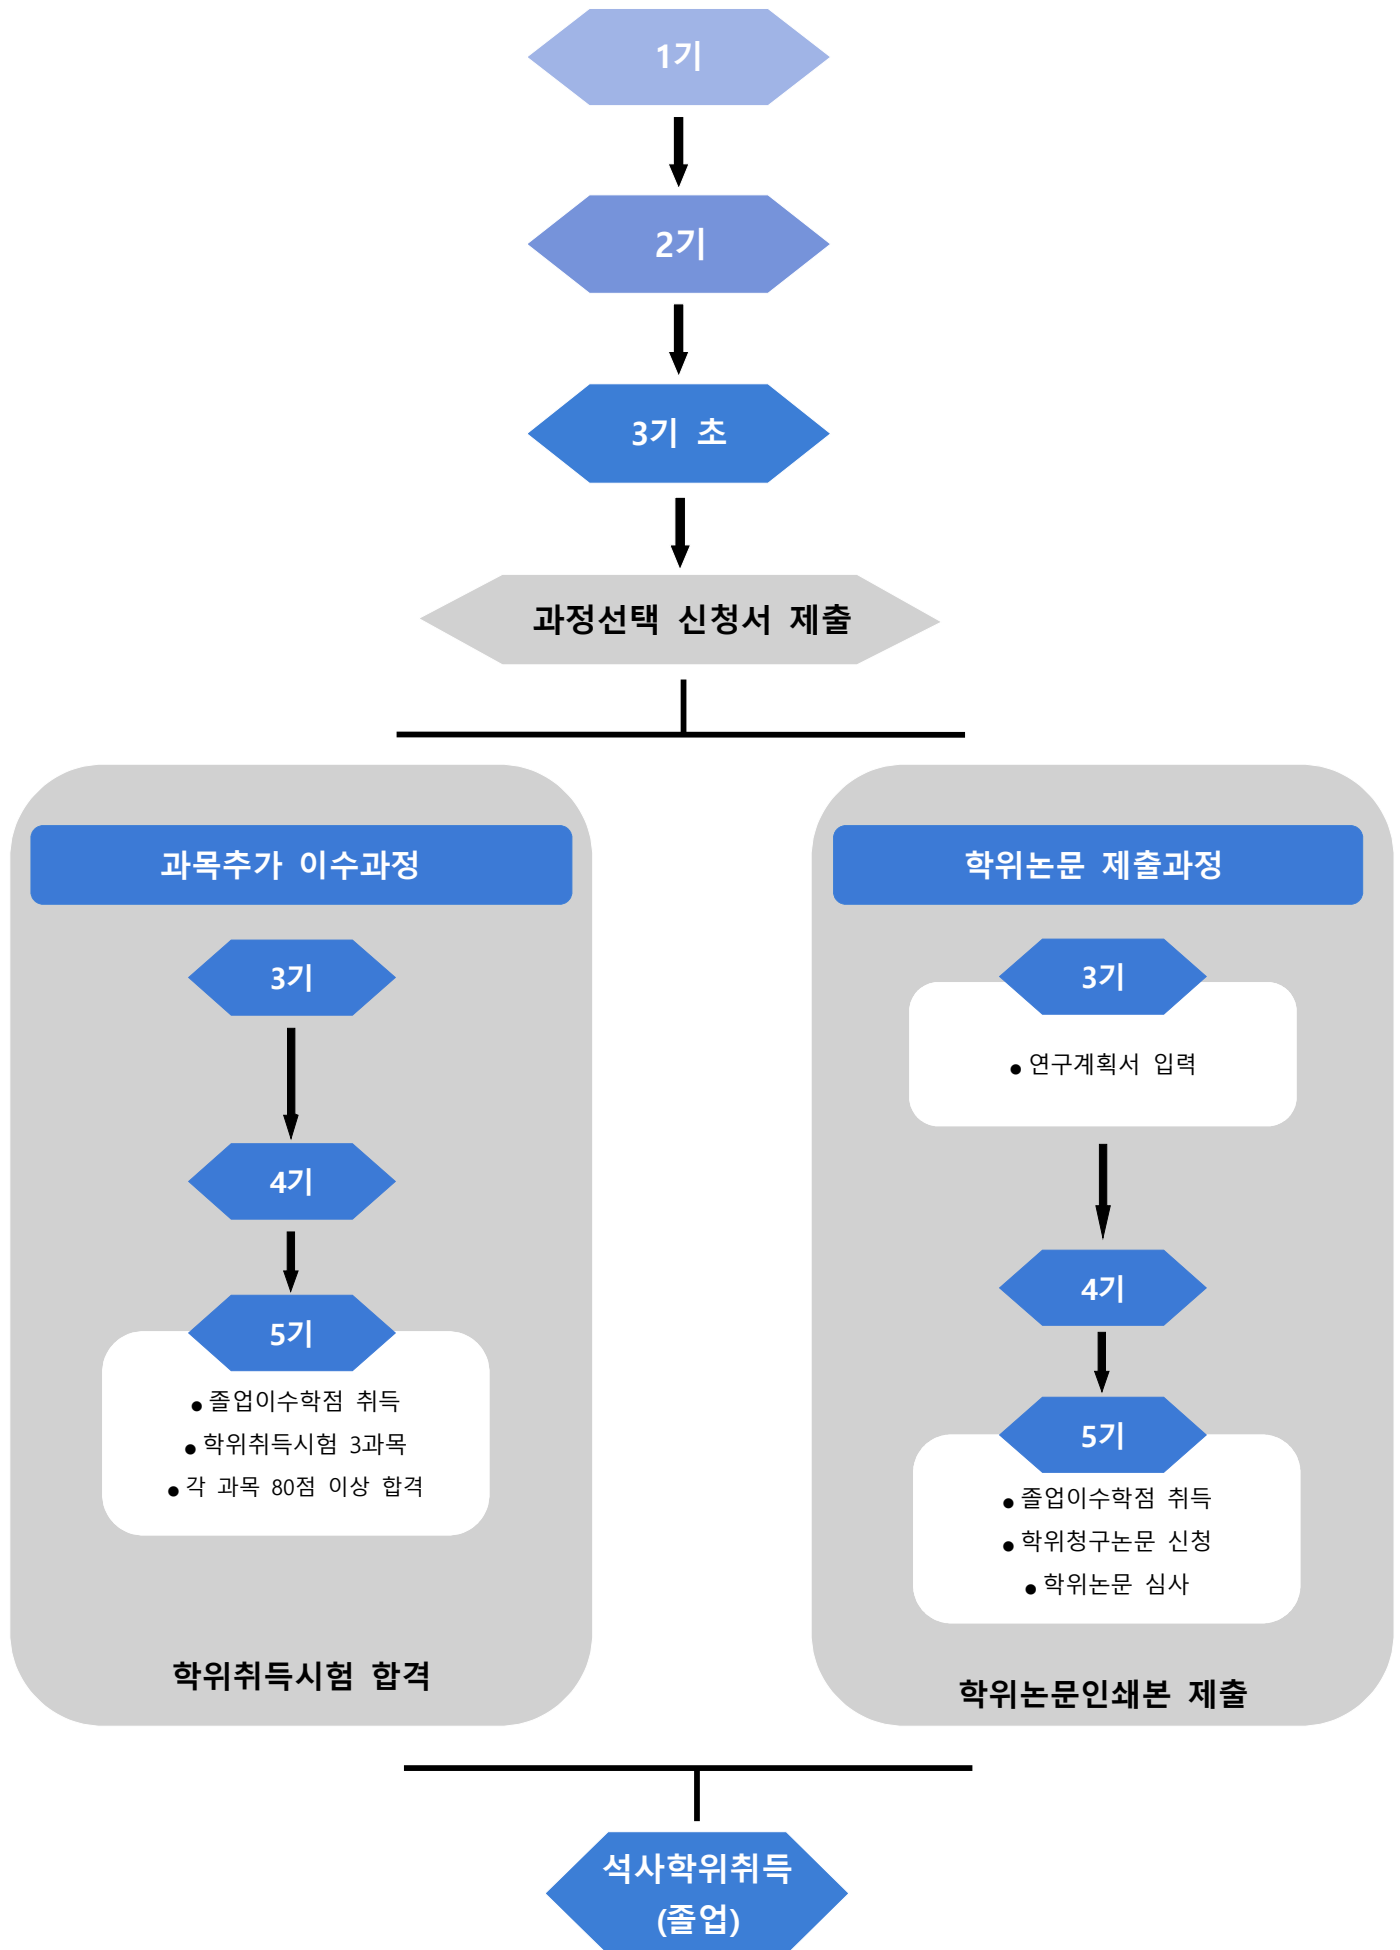 1기
2기
3기 초
과정선택 신청서 제출
과목추가 이수과정
3기
4기
5기
● 졸업이수학점 취득
● 학위취득시험 3과목
● 각 과목 80점 이상 합격
학위취득시험 합격
학위논문 제출과정
3기
● 연구계획서 입력
4기
5기
● 졸업이수학점 취득
● 학위청구논문 신청
● 학위논문 심사
학위논문인쇄본 제출
석사학위취득
(졸업)